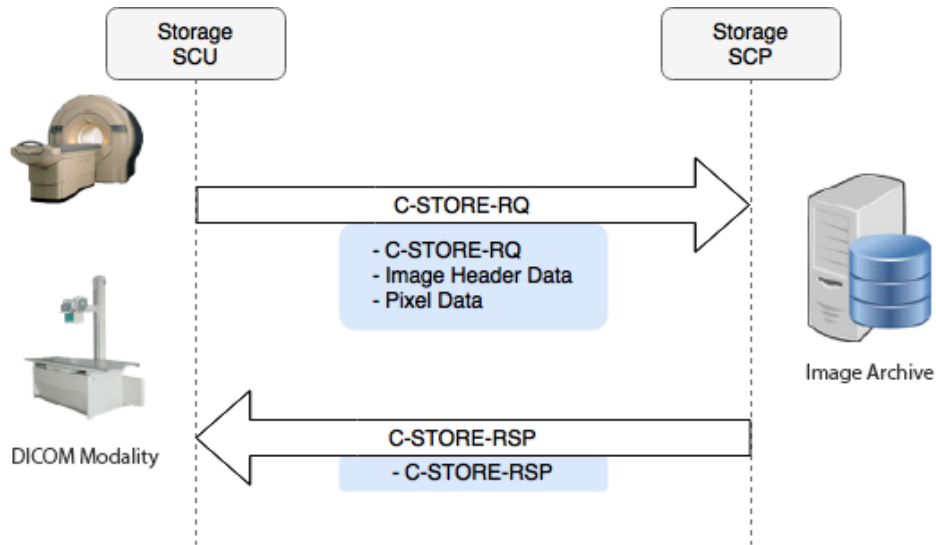 Storage
SCU
Storage
SCP
C-STORE-RQ
- C-STORE-RQ
- Image Header Data
- Pixel Data
Image Archive
C-STORE-RSP
- C-STORE-RSP
DICOM Modality